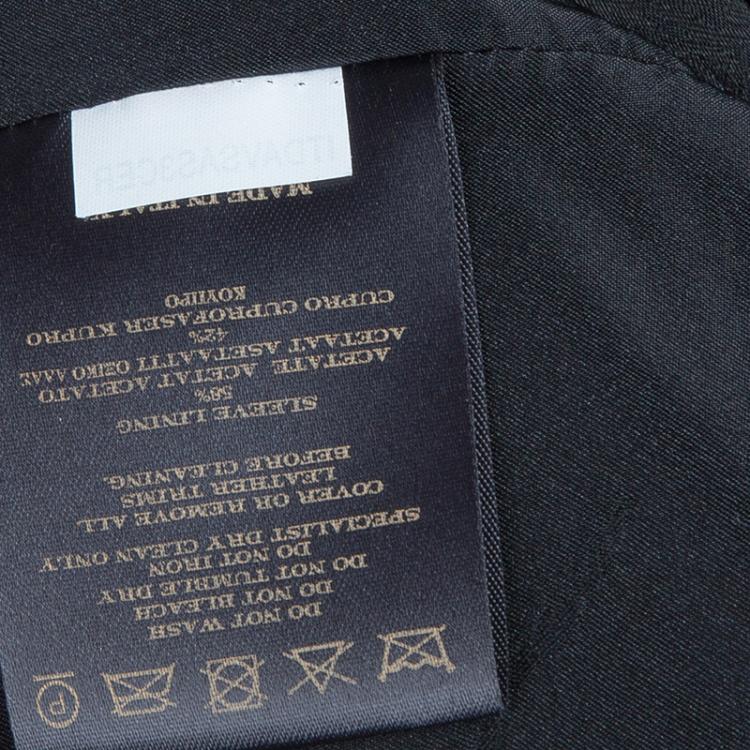 P
DO NOT WASH
DO NOT BLEACH
DO NOT TUMBLE DRY
DO NOT IRON
SPECIALIST DRY CLEAN ONLY
COVER OR REMOVE ALL
LEATHER TRIMS
BEFORE CLEANING.
SLEEVE LINING
58%
ACETATE ACETAT ACETATO
ACETAAT ASETAATTI ΟΞΙΚΟ
42%
CUPRO CUPROFASER KUPRO
ΚΟΥΠΡΟ
MADE IN ITALY